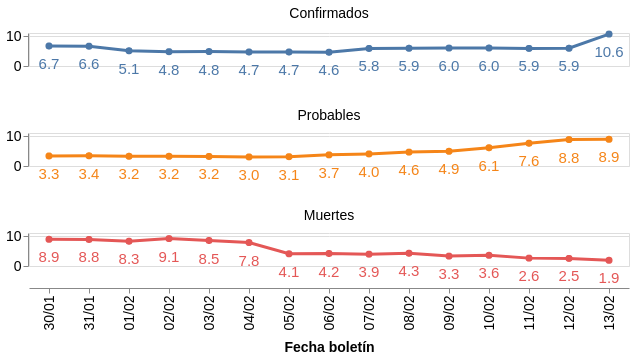 Confirmados
10
0
6.7 6.6 5.1 4.8 4.8 4.7 4.7 4.6 5.8 5.9 6.0 6.0 5.9 5.9 10.6
Probables
10
0
3.3 3.4 3.2 3.2 3.2 3.0 3.1 3.7 4.0 4.6 4.9 6.1 7.6 8.8 8.9
Muertes
10
0
8.9 8.8 8.3 9.1 8.5 7.8 4.1 4.2 3.9 4.3 3.3 3.6 2.6 2.5 1.9
30/01 31/01 01/02 02/02 03/02 04/02 05/02 06/02 07/02 08/02 09/02 10/02 11/02 12/02 13/02
Fecha boletín